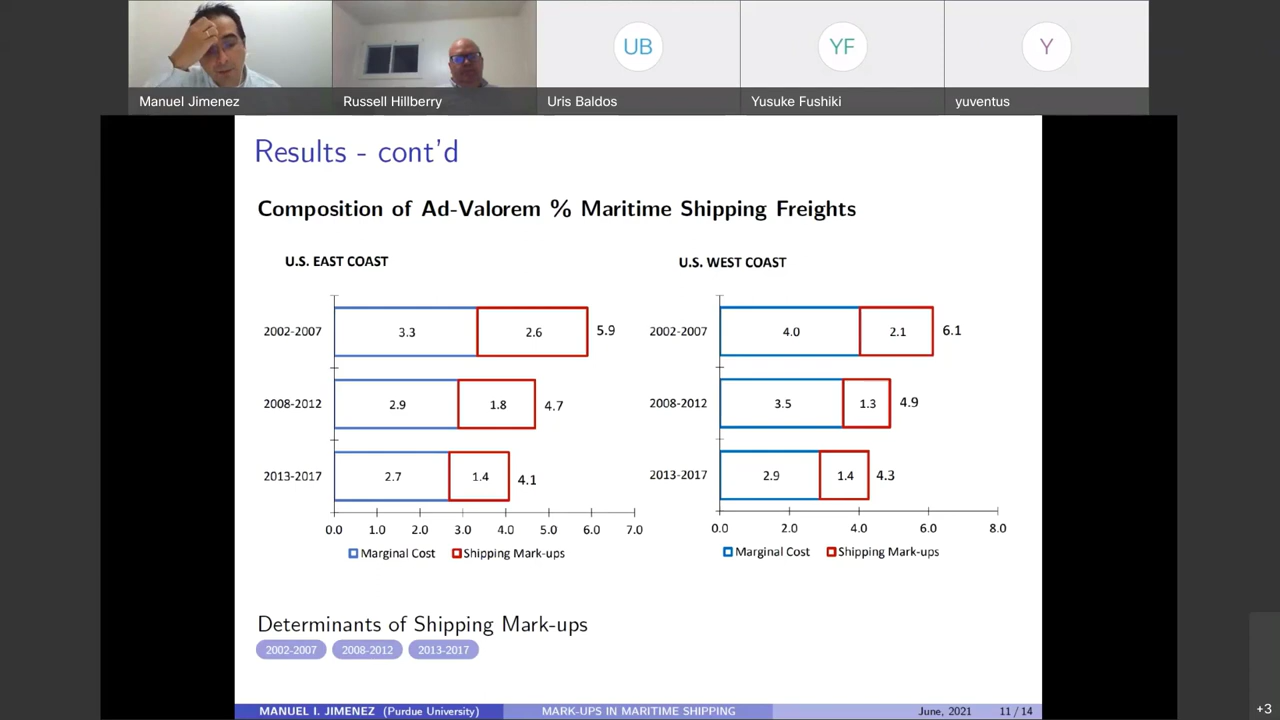 UB
YF
Y
Manuel Jimenez
Russell Hillberry
Uris Baldos
Yusuke Fushiki
yuventus
Results - cont'd
Composition of Ad-Valorem % Maritime Shipping Freights
U.S. EAST COAST
2002-2007
3.3
2.6
5.9
2008-2012
2.9
1.8
4.7
2013-2017
2.7
1.4
4.1
0.0 1.0 2.0 3.0 4.0 5.0 6.0 7.0
Marginal Cost Shipping Mark-ups
U.S. WEST COAST
2002-2007
4.0
2.1
6.1
2008-2012
3.5
1.3
4.9
2013-2017
2.9
1.4
4.3
0.0 2.0 4.0 6.0 8.0
Marginal Cost Shipping Mark-ups
Determinants of Shipping Mark-ups
2002-2007 2008-2012 2013-2017
MANUEL I. JIMENEZ (Purdue University) MARK-UPS IN MARITIME SHIPPING June, 2021 11 / 14
+3